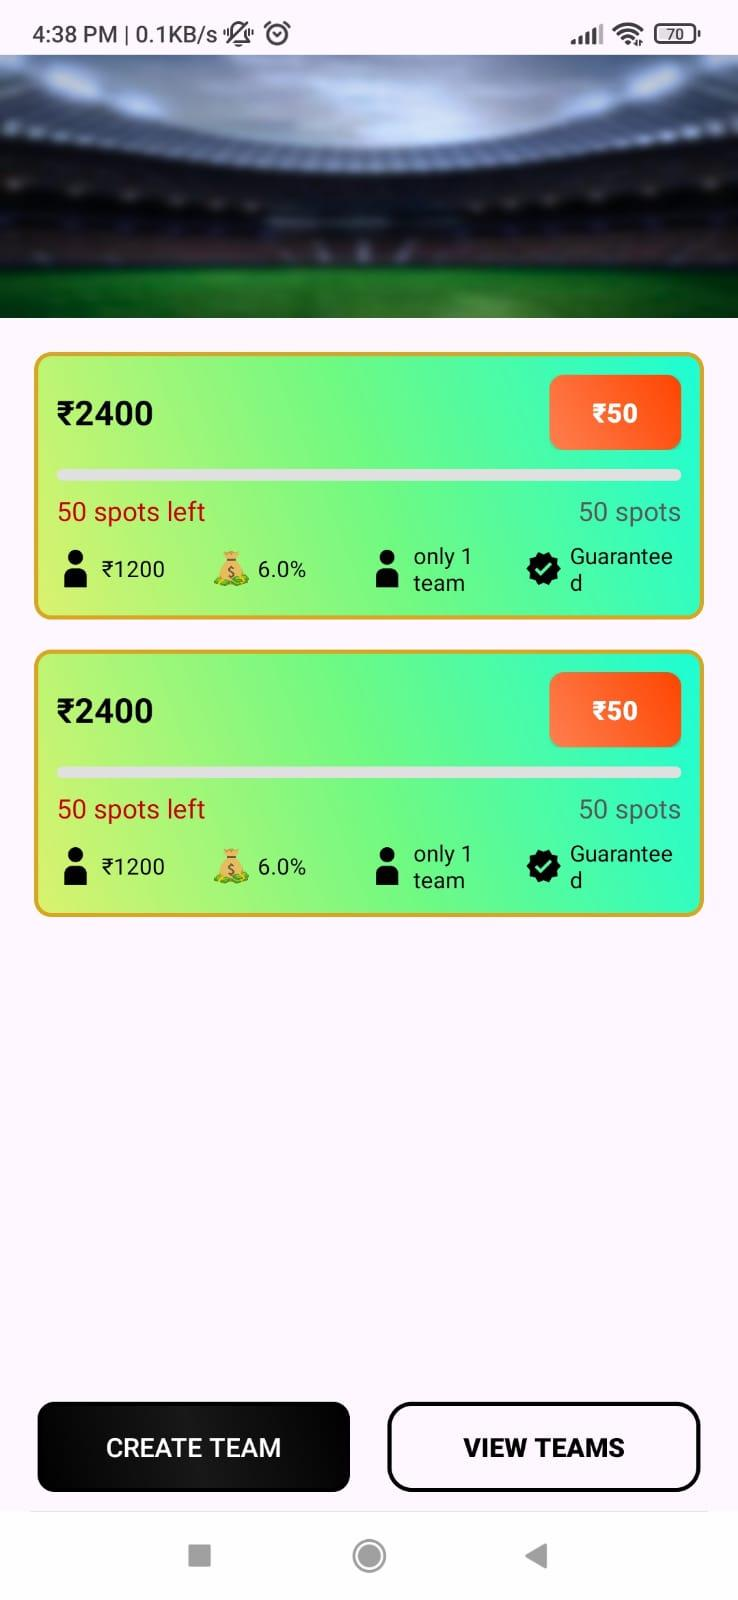 4:38 PM | 0.1KB/s
70
₹2400
₹50
50 spots left
50 spots
₹1200
$
6.0%
only 1
team
Guarantee
d
₹2400
₹50
50 spots left
50 spots
₹1200
$
6.0%
only 1
team
Guarantee
d
CREATE TEAM
VIEW TEAMS